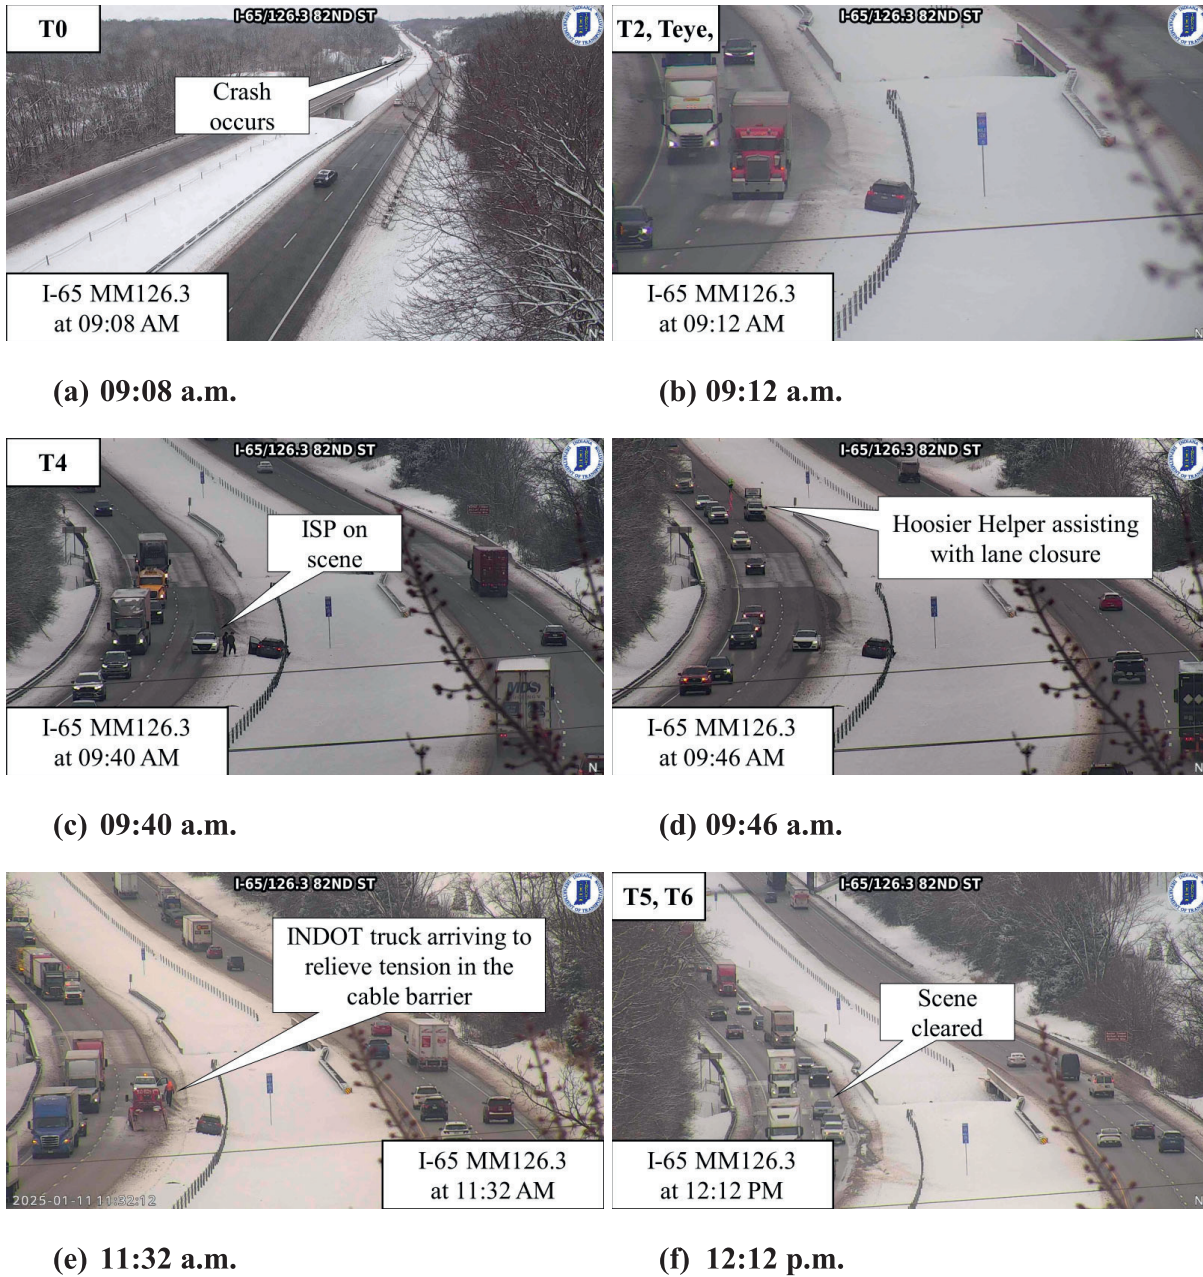 T0
I-65/126.3 82ND ST
Crash
occurs
I-65 MM126.3
at 09:08 AM
N
(a) 09:08 a.m.
T2, Teye,
I-65/126.3 82ND ST
I-65 MM126.3
at 09:12 AM
N
(b) 09:12 a.m.
T4
I-65/126.3 82ND ST
ISP on
scene
I-65 MM126.3
at 09:40 AM
MDS
N
(c) 09:40 a.m.
I-65/126.3 82ND ST
Hoosier Helper assisting
with lane closure
I-65 MM126.3
at 09:46 AM
N
(d) 09:46 a.m.
I-65/126.3 82ND ST
INDOT truck arriving to
relieve tension in the
cable barrier
I-65 MM126.3
at 11:32 AM
2025-01-11 11:32:12
(e) 11:32 a.m.
T5, T6
I-65/126.3 82ND ST
Scene
cleared
I-65 MM126.3
at 12:12 PM
N
(f) 12:12 p.m.